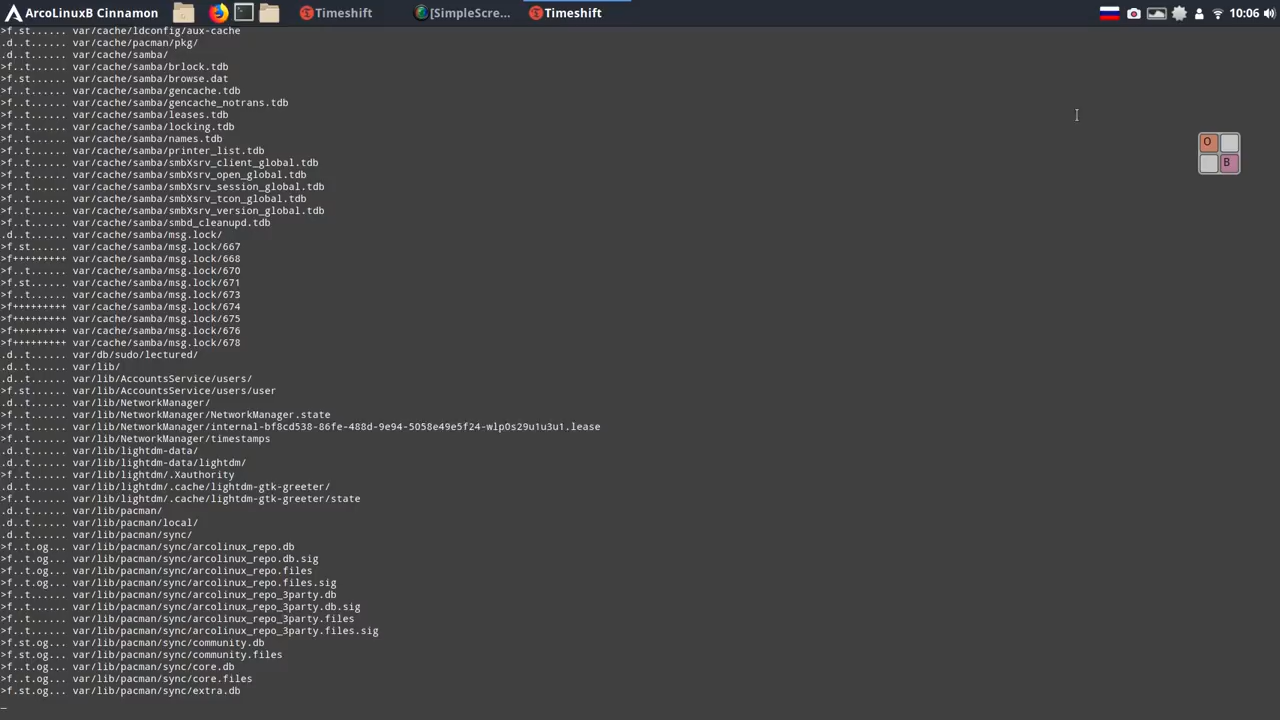 ArcoLinuxB Cinnamon Timeshift [SimpleScre... Timeshift 10:06
>f.st...... var/cache/ldconfig/aux-cache
.d..t...... var/cache/pacman/pkg/
.d..t...... var/cache/samba/
>f..t...... var/cache/samba/brlock.tdb
>f.st...... var/cache/samba/browse.dat
>f..t...... var/cache/samba/gencache.tdb
>f..t...... var/cache/samba/gencache_notrans.tdb
>f..t...... var/cache/samba/leases.tdb
>f..t...... var/cache/samba/locking.tdb
>f..t...... var/cache/samba/names.tdb
>f..t...... var/cache/samba/printer_list.tdb
>f..t...... var/cache/samba/smbXsrv_client_global.tdb
>f..t...... var/cache/samba/smbXsrv_open_global.tdb
>f..t...... var/cache/samba/smbXsrv_session_global.tdb
>f..t...... var/cache/samba/smbXsrv_tcon_global.tdb
>f..t...... var/cache/samba/smbXsrv_version_global.tdb
>f..t...... var/cache/samba/smbd_cleanupd.tdb
.d..t...... var/cache/samba/msg.lock/
>f.st...... var/cache/samba/msg.lock/667
>f+++++++++ var/cache/samba/msg.lock/668
>f..t...... var/cache/samba/msg.lock/670
>f.st...... var/cache/samba/msg.lock/671
>f..t...... var/cache/samba/msg.lock/673
>f+++++++++ var/cache/samba/msg.lock/674
>f+++++++++ var/cache/samba/msg.lock/675
>f+++++++++ var/cache/samba/msg.lock/676
>f+++++++++ var/cache/samba/msg.lock/678
.d..t...... var/db/sudo/lectured/
.d..t...... var/lib/
.d..t...... var/lib/AccountsService/users/
>f.st...... var/lib/AccountsService/users/user
.d..t...... var/lib/NetworkManager/
>f..t...... var/lib/NetworkManager/NetworkManager.state
>f..t...... var/lib/NetworkManager/internal-bf8cd538-86fe-488d-9e94-5058e49e5f24-wlp0s29u1u3u1.lease
>f..t...... var/lib/NetworkManager/timestamps
.d..t...... var/lib/lightdm-data/
.d..t...... var/lib/lightdm-data/lightdm/
>f..t...... var/lib/lightdm/.Xauthority
.d..t...... var/lib/lightdm/.cache/lightdm-gtk-greeter/
>f..t...... var/lib/lightdm/.cache/lightdm-gtk-greeter/state
.d..t...... var/lib/pacman/
.d..t...... var/lib/pacman/local/
.d..t...... var/lib/pacman/sync/
>f..t.og... var/lib/pacman/sync/arcolinux_repo.db
>f..t.og... var/lib/pacman/sync/arcolinux_repo.db.sig
>f..t.og... var/lib/pacman/sync/arcolinux_repo.files
>f..t.og... var/lib/pacman/sync/arcolinux_repo.files.sig
>f..t...... var/lib/pacman/sync/arcolinux_repo_3party.db
>f..t...... var/lib/pacman/sync/arcolinux_repo_3party.db.sig
>f..t...... var/lib/pacman/sync/arcolinux_repo_3party.files
>f..t...... var/lib/pacman/sync/arcolinux_repo_3party.files.sig
>f.st.og... var/lib/pacman/sync/community.db
>f.st.og... var/lib/pacman/sync/community.files
>f..t.og... var/lib/pacman/sync/core.db
>f..t.og... var/lib/pacman/sync/core.files
>f.st.og... var/lib/pacman/sync/extra.db
O
B